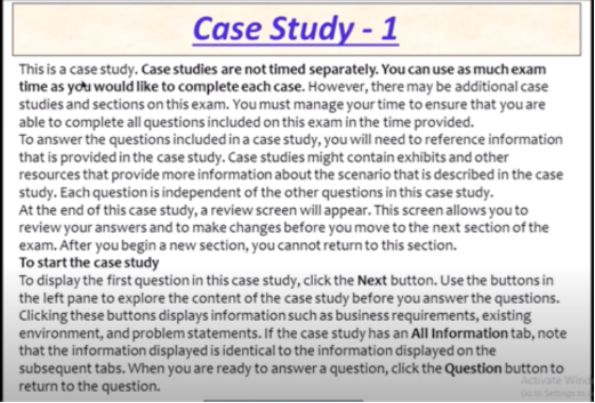 Case Study - 1
This is a case study. Case studies are not timed separately. You can use as much exam
time as you would like to complete each case. However, there may be additional case
studies and sections on this exam. You must manage your time to ensure that you are
able to complete all questions included on this exam in the time provided.
To answer the questions included in a case study, you will need to reference information
that is provided in the case study. Case studies might contain exhibits and other
resources that provide more information about the scenario that is described in the case
study. Each question is independent of the other questions in this case study.
At the end of this case study, a review screen will appear. This screen allows you to
review your answers and to make changes before you move to the next section of the
exam. After you begin a new section, you cannot return to this section.
To start the case study
To display the first question in this case study, click the Next button. Use the buttons in
the left pane to explore the content of the case study before you answer the questions.
Clicking these buttons displays information such as business requirements, existing
environment, and problem statements. If the case study has an All Information tab, note
that the information displayed is identical to the information displayed on the
subsequent tabs. When you are ready to answer a question, click the Question button to
return to the question.
Activate Wind
Go to Settings to